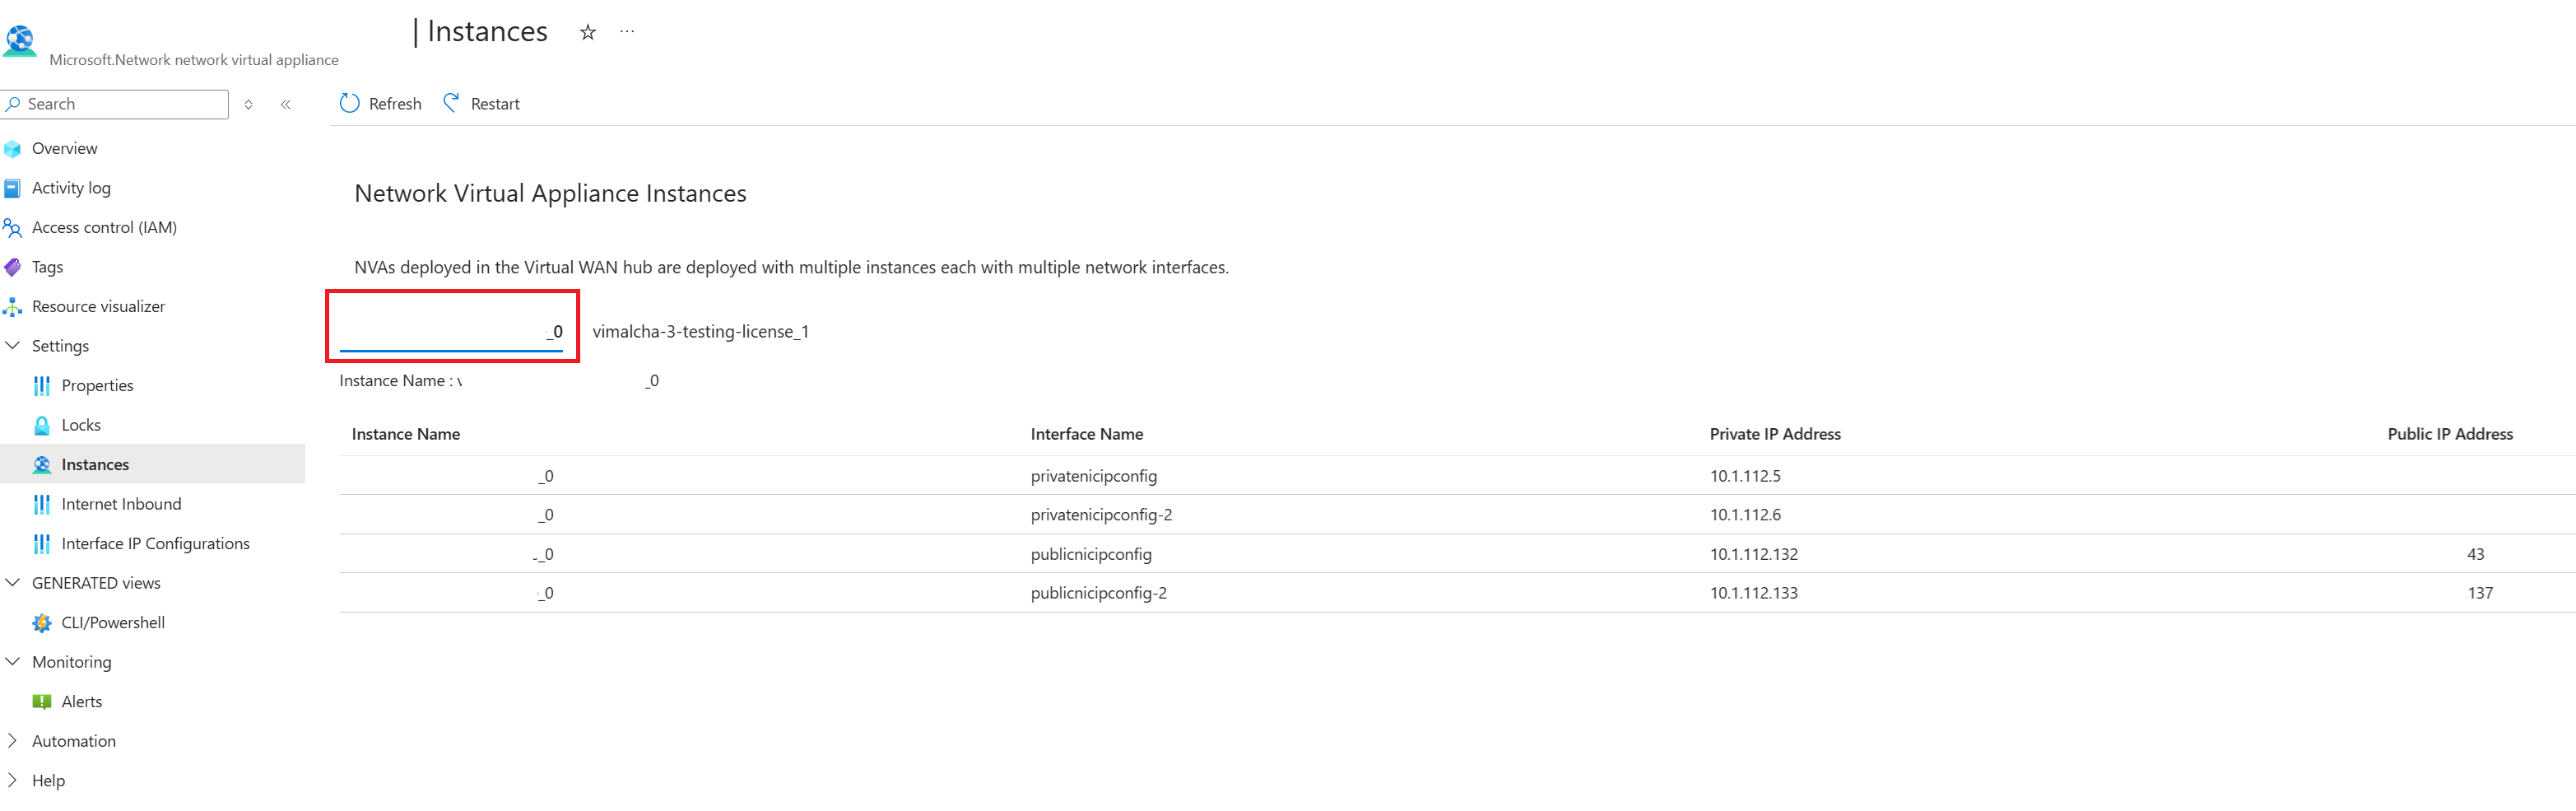 | Instances
Microsoft.Network network virtual appliance
Search
Refresh Restart
Overview
Activity log
Access control (IAM)
Tags
Resource visualizer
Settings
Properties
Locks
Instances
Internet Inbound
Interface IP Configurations
GENERATED views
CLI/Powershell
Monitoring
Alerts
Automation
Help
Network Virtual Appliance Instances
NVAs deployed in the Virtual WAN hub are deployed with multiple instances each with multiple network interfaces.
_0 vimalcha-3-testing-license_1
Instance Name : _0
Instance Name Interface Name Private IP Address Public IP Address
_0 privatenicipconfig 10.1.112.5
_0 privatenicipconfig-2 10.1.112.6
_0 publicnicipconfig 10.1.112.132 43
_0 publicnicipconfig-2 10.1.112.133 137